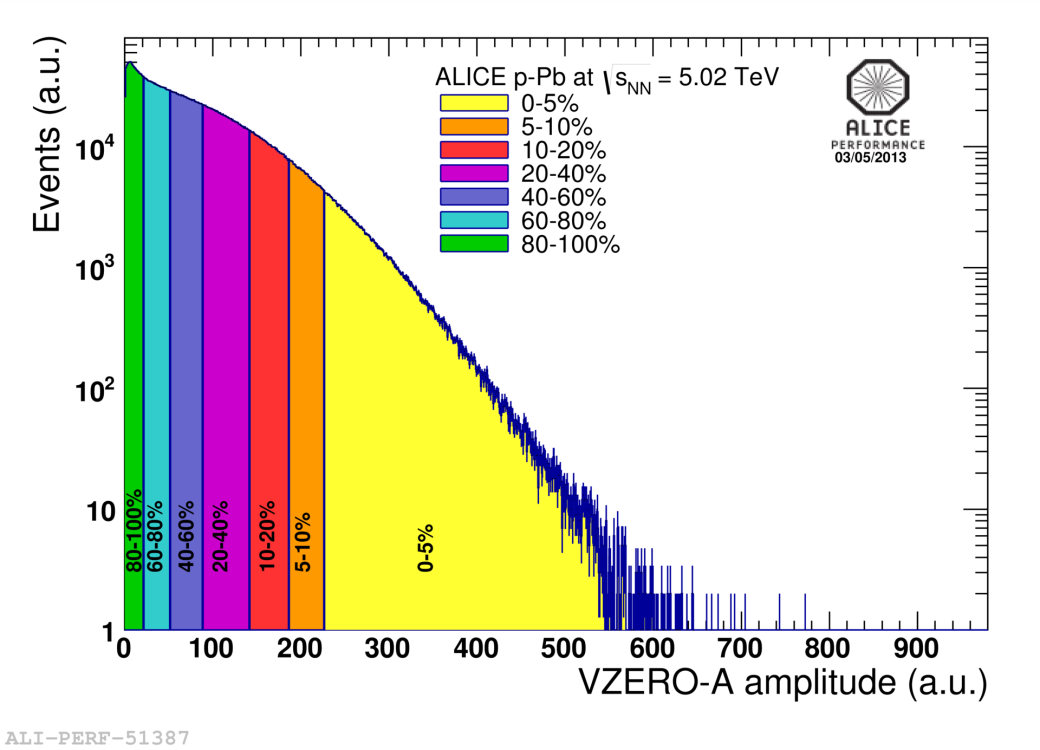 ALICE p-Pb at √sNN = 5.02 TeV
0-5%
5-10%
10-20%
20-40%
40-60%
60-80%
80-100%
ALICE
PERFORMANCE
03/05/2013
Events (a.u.)
10⁴
10³
10²
10
1
80-100%
60-80%
40-60%
20-40%
10-20%
5-10%
0-5%
0 100 200 300 400 500 600 700 800 900
VZERO-A amplitude (a.u.)
ALI-PERF-51387